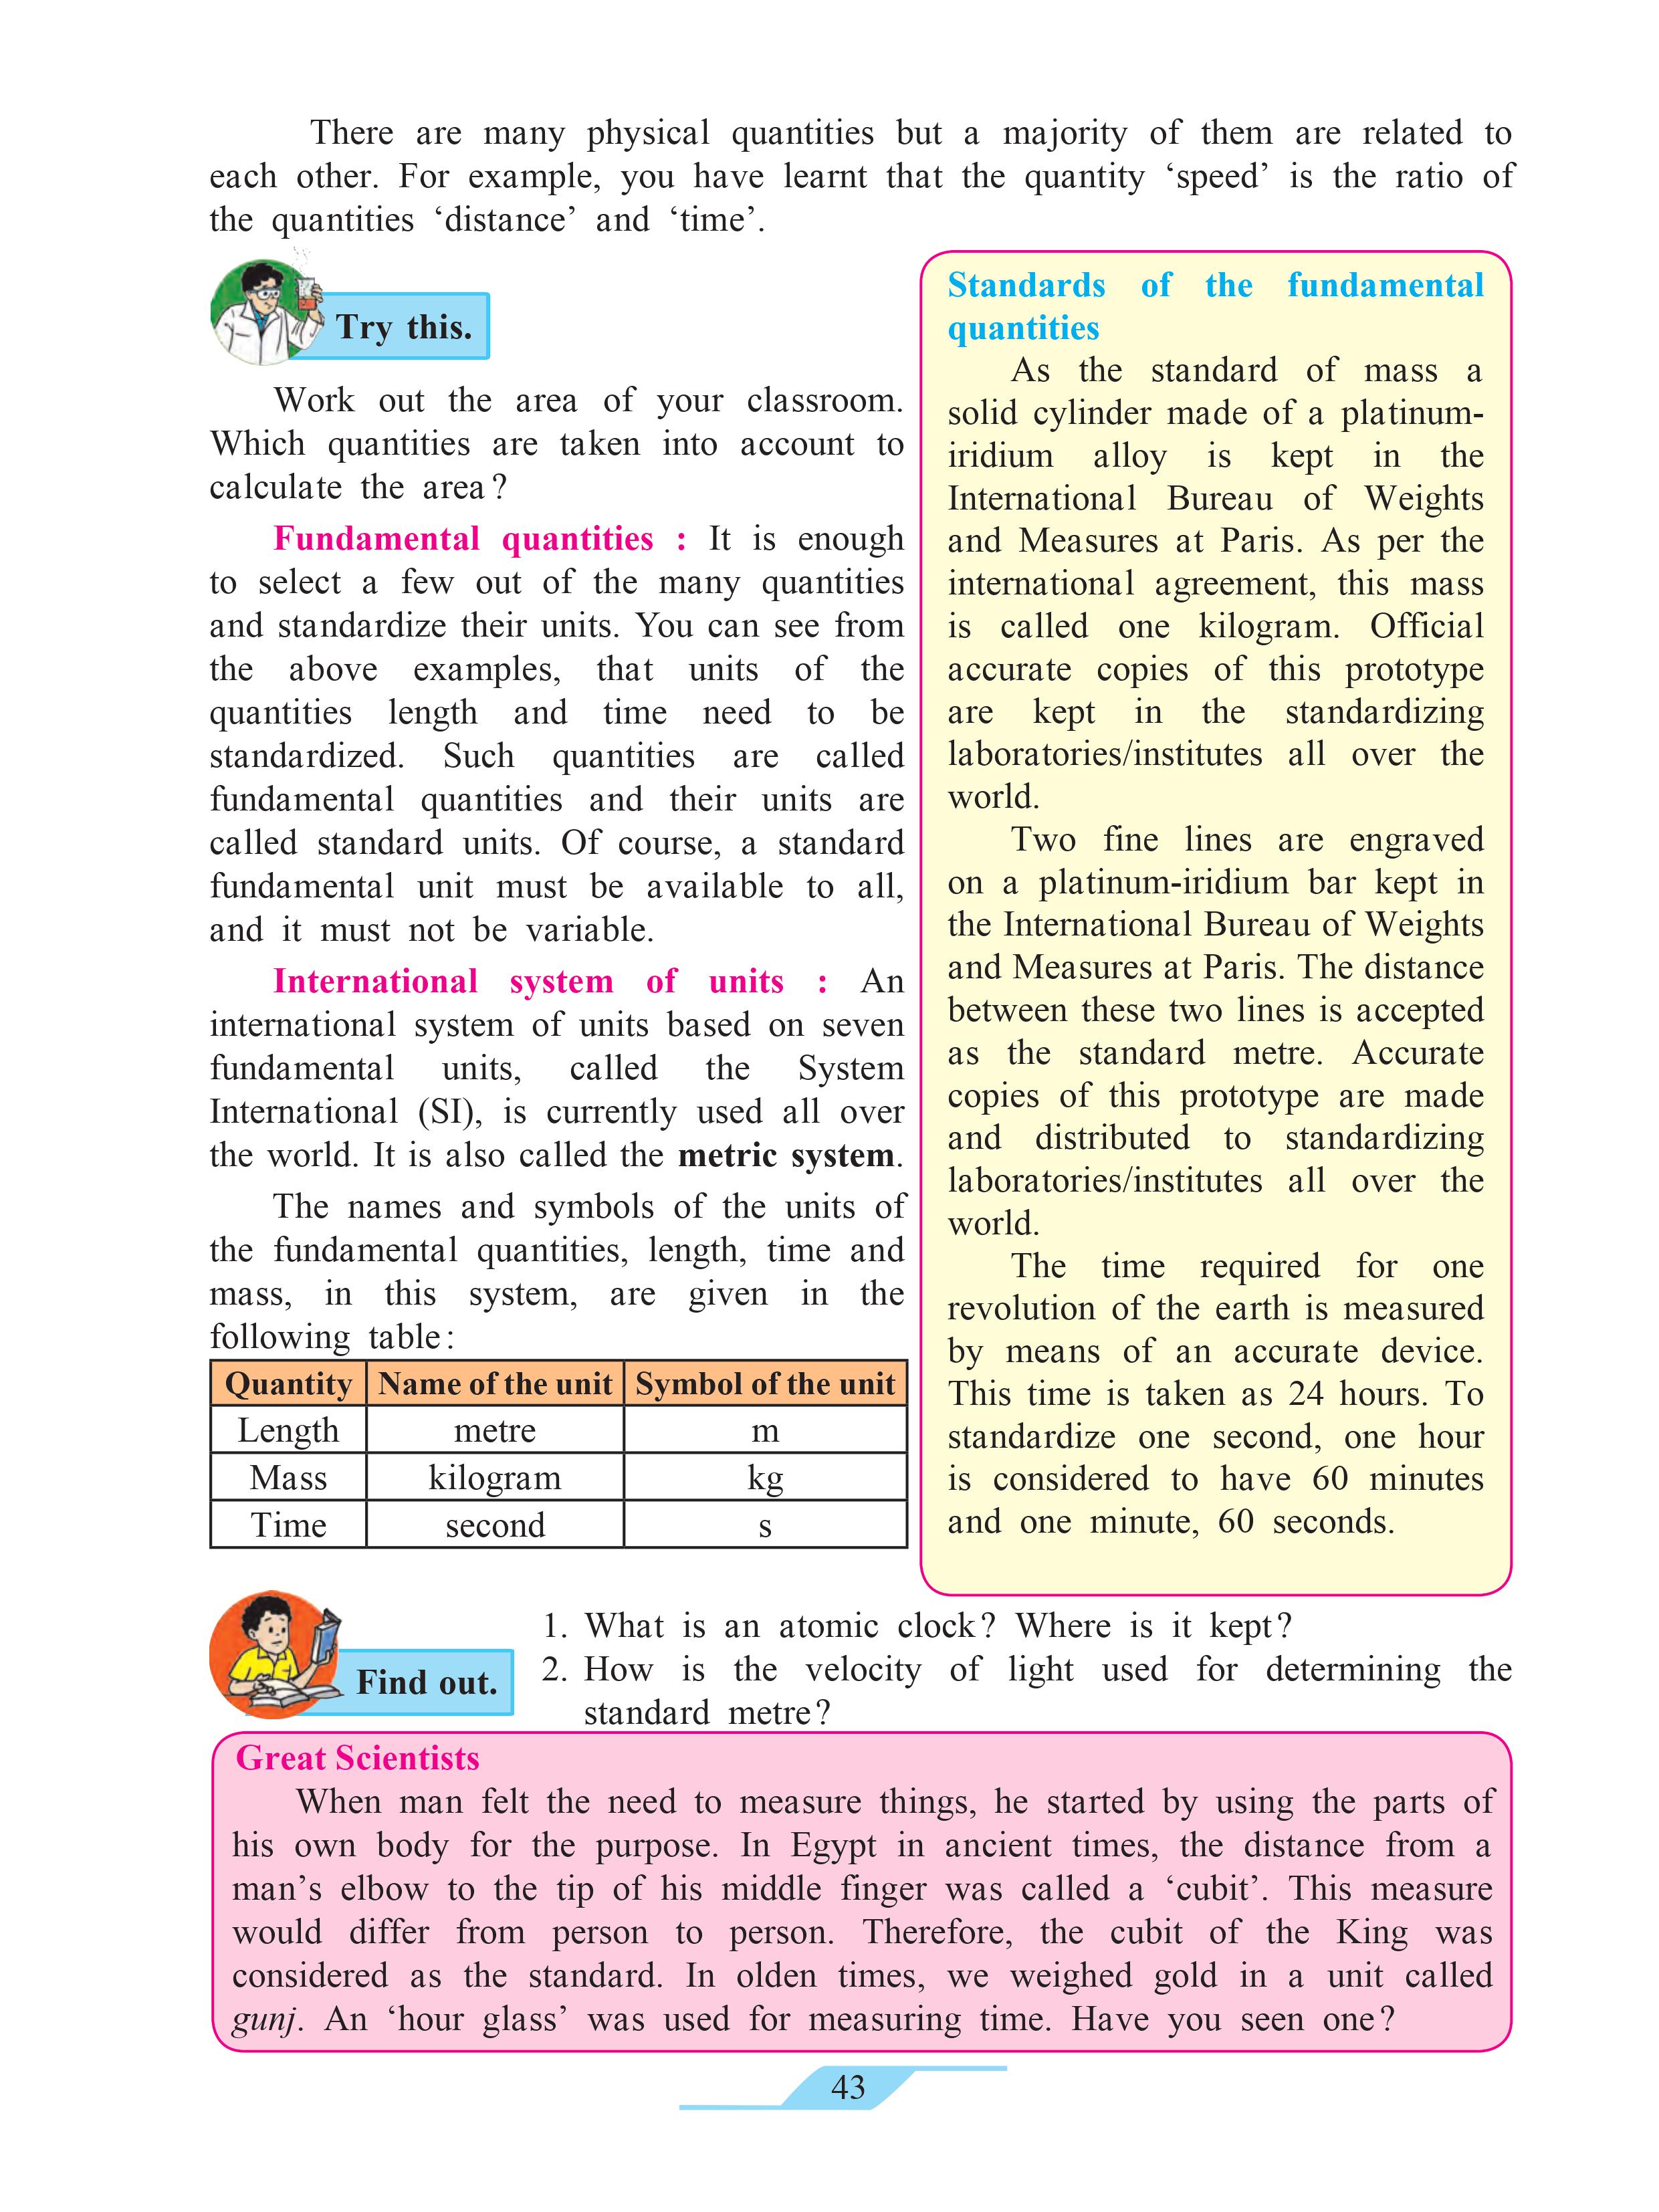 There are many physical quantities but a majority of them are related to
each other. For example, you have learnt that the quantity ‘speed’ is the ratio of
the quantities ‘distance’ and ‘time’.
Try this.
Work out the area of your classroom.
Which quantities are taken into account to
calculate the area?
Fundamental quantities : It is enough
to select a few out of the many quantities
and standardize their units. You can see from
the above examples, that units of the
quantities length and time need to be
standardized. Such quantities are called
fundamental quantities and their units are
called standard units. Of course, a standard
fundamental unit must be available to all,
and it must not be variable.
International system of units : An
international system of units based on seven
fundamental units, called the System
International (SI), is currently used all over
the world. It is also called the metric system.
The names and symbols of the units of
the fundamental quantities, length, time and
mass, in this system, are given in the
following table:
Quantity Name of the unit Symbol of the unit
Length metre m
Mass kilogram kg
Time second s
Standards of the fundamental
quantities
As the standard of mass a
solid cylinder made of a platinum-
iridium alloy is kept in the
International Bureau of Weights
and Measures at Paris. As per the
international agreement, this mass
is called one kilogram. Official
accurate copies of this prototype
are kept in the standardizing
laboratories/institutes all over the
world.
Two fine lines are engraved
on a platinum-iridium bar kept in
the International Bureau of Weights
and Measures at Paris. The distance
between these two lines is accepted
as the standard metre. Accurate
copies of this prototype are made
and distributed to standardizing
laboratories/institutes all over the
world.
The time required for one
revolution of the earth is measured
by means of an accurate device.
This time is taken as 24 hours. To
standardize one second, one hour
is considered to have 60 minutes
and one minute, 60 seconds.
Find out.
1. What is an atomic clock? Where is it kept?
2. How is the velocity of light used for determining the
standard metre?
Great Scientists
When man felt the need to measure things, he started by using the parts of
his own body for the purpose. In Egypt in ancient times, the distance from a
man’s elbow to the tip of his middle finger was called a ‘cubit’. This measure
would differ from person to person. Therefore, the cubit of the King was
considered as the standard. In olden times, we weighed gold in a unit called
gunj. An ‘hour glass’ was used for measuring time. Have you seen one?
43